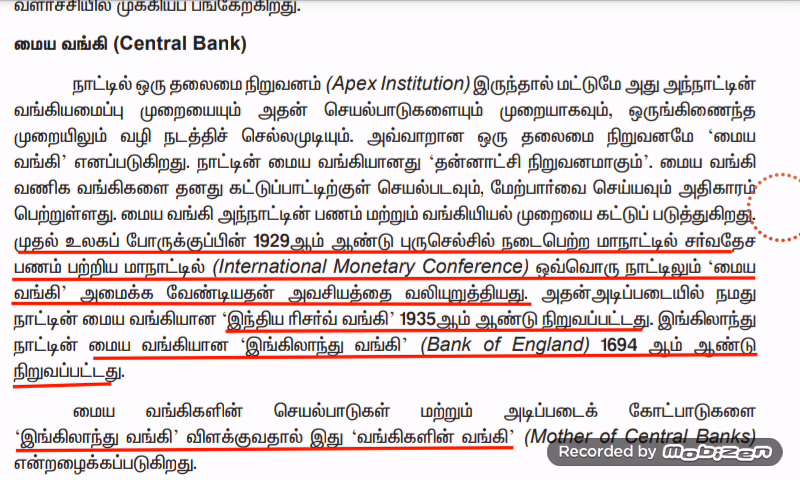 வளர்ச்சியில் முக்கியப் பங்கேற்கிறது.
மைய வங்கி (Central Bank)
நாட்டில் ஒரு தலைமை நிறுவனம் (Apex Institution) இருந்தால் மட்டுமே அது அந்நாட்டின்
வங்கியமைப்பு முறையையும் அதன் செயல்பாடுகளையும் முறையாகவும், ஒருங்கிணைந்த
முறையிலும் வழி நடத்திச் செல்லமுடியும். அவ்வாறான ஒரு தலைமை நிறுவனமே ‘மைய
வங்கி’ எனப்படுகிறது. நாட்டின் மைய வங்கியானது ‘தன்னாட்சி நிறுவனமாகும்’. மைய வங்கி
வணிக வங்கிகளை தனது கட்டுப்பாட்டிற்குள் செயல்படவும், மேற்பார்வை செய்யவும் அதிகாரம்
பெற்றுள்ளது. மைய வங்கி அந்நாட்டின் பணம் மற்றும் வங்கியியல் முறையை கட்டுப் படுத்துகிறது.
முதல் உலகப் போருக்குப்பின் 1929ஆம் ஆண்டு புருசெல்சில் நடைபெற்ற மாநாட்டில் சர்வதேச
பணம் பற்றிய மாநாட்டில் (International Monetary Conference) ஒவ்வொரு நாட்டிலும் ‘மைய
வங்கி’ அமைக்க வேண்டியதன் அவசியத்தை வலியுறுத்தியது. அதன்அடிப்படையில் நமது
நாட்டின் மைய வங்கியான ‘இந்திய ரிசர்வ் வங்கி’ 1935ஆம் ஆண்டு நிறுவப்பட்டது. இங்கிலாந்து
நாட்டின் மைய வங்கியான ‘இங்கிலாந்து வங்கி’ (Bank of England) 1694 ஆம் ஆண்டு
நிறுவப்பட்டது.
மைய வங்கிகளின் செயல்பாடுகள் மற்றும் அடிப்படைக் கோட்பாடுகளை
‘இங்கிலாந்து வங்கி’ விளக்குவதால் இது ‘வங்கிகளின் வங்கி’ (Mother of Central Banks)
என்றழைக்கப்படுகிறது.
Recorded by mobizen